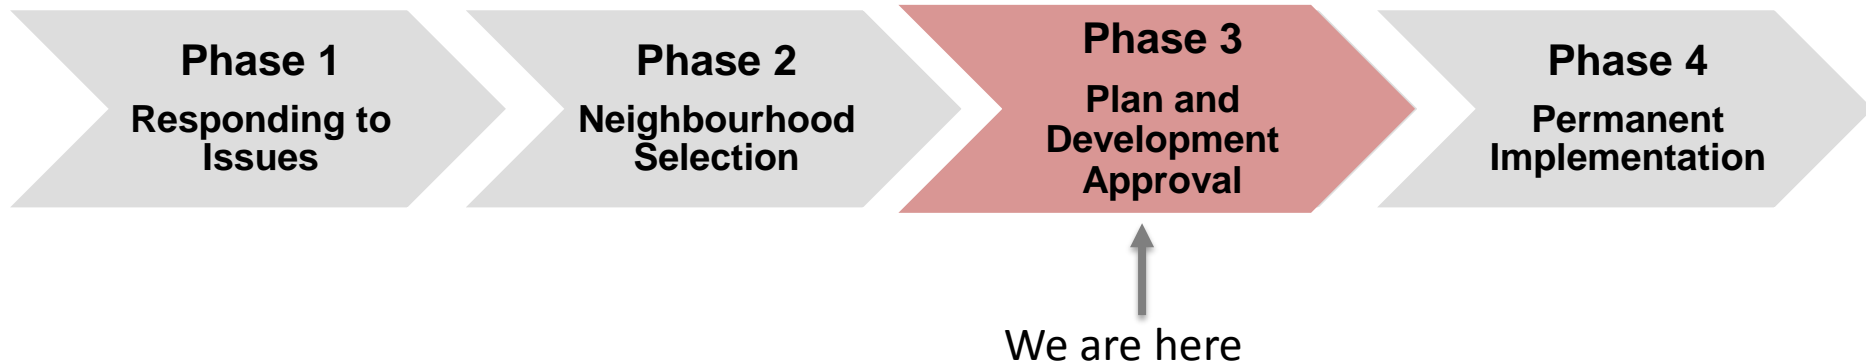 Phase 1
Responding to
Issues
Phase 2
Neighbourhood
Selection
Phase 3
Plan and
Development
Approval
Phase 4
Permanent
Implementation
We are here